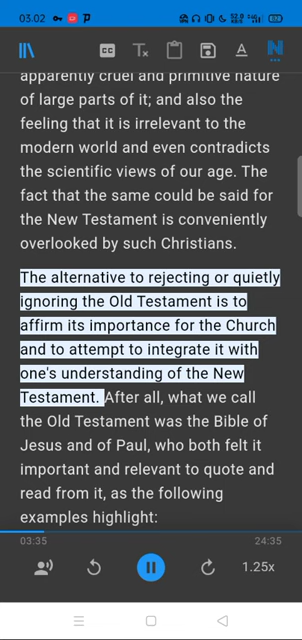 03.02
CC
Tx
A
N
apparently cruel and primitive nature
of large parts of it; and also the
feeling that it is irrelevant to the
modern world and even contradicts
the scientific views of our age. The
fact that the same could be said for
the New Testament is conveniently
overlooked by such Christians.
The alternative to rejecting or quietly
ignoring the Old Testament is to
affirm its importance for the Church
and to attempt to integrate it with
one's understanding of the New
Testament. After all, what we call
the Old Testament was the Bible of
Jesus and of Paul, who both felt it
important and relevant to quote and
read from it, as the following
examples highlight:
03:35 24:35
1.25x